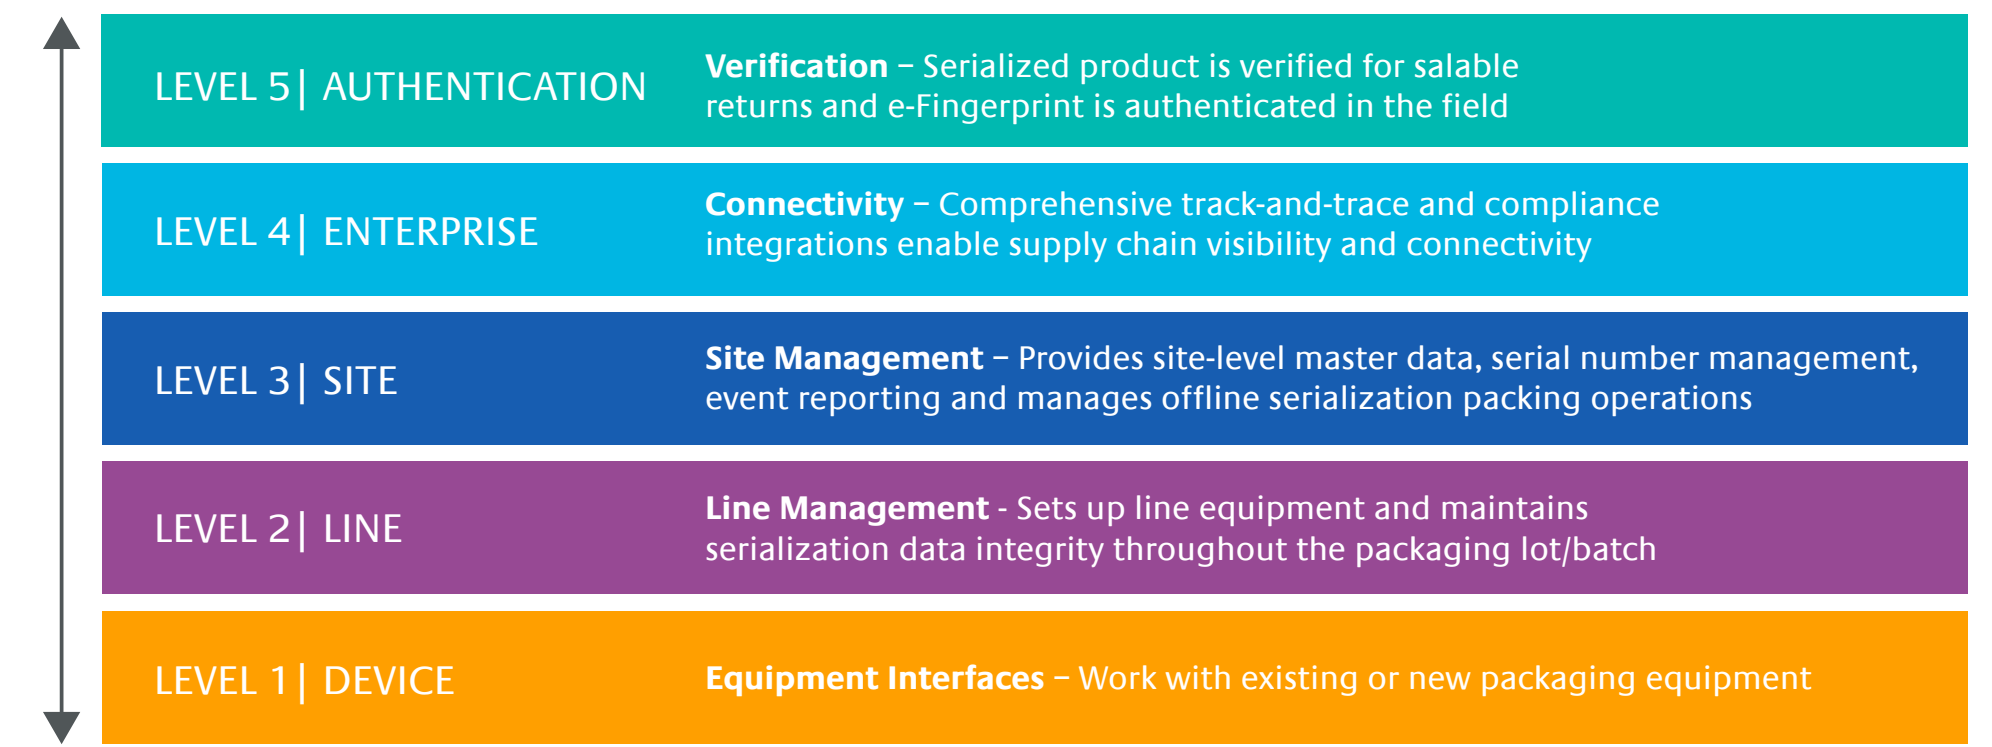 LEVEL 5| AUTHENTICATION
Verification – Serialized product is verified for salable
returns and e-Fingerprint is authenticated in the field
LEVEL 4| ENTERPRISE
Connectivity – Comprehensive track-and-trace and compliance
integrations enable supply chain visibility and connectivity
LEVEL 3| SITE
Site Management – Provides site-level master data, serial number management,
event reporting and manages offline serialization packing operations
LEVEL 2| LINE
Line Management - Sets up line equipment and maintains
serialization data integrity throughout the packaging lot/batch
LEVEL 1| DEVICE
Equipment Interfaces – Work with existing or new packaging equipment